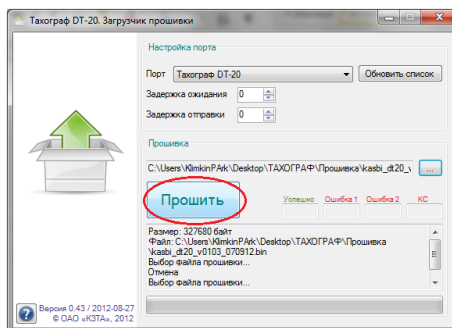 Тахограф DT-20. Загрузчик прошивки
Настройка порта
Порт Тахограф DT-20 Обновить список
Задержка ожидания 0
Задержка отправки 0
Прошивка
C:\Users\KlimkinPArk\Desktop\ТАХОГРАФ\Прошивка\kasbi_dt20_v ...
Прошить
Успешно Ошибка 1 Ошибка 2 КС
Размер: 327680 байт
Файл: C:\Users\KlimkinPArk\Desktop\ТАХОГРАФ\Прошивка
\kasbi_dt20_v0103_070912.bin
Выбор файла прошивки...
Отмена
Выбор файла прошивки...
Версия 0.43 / 2012-08-27
© ОАО «КЗТА», 2012